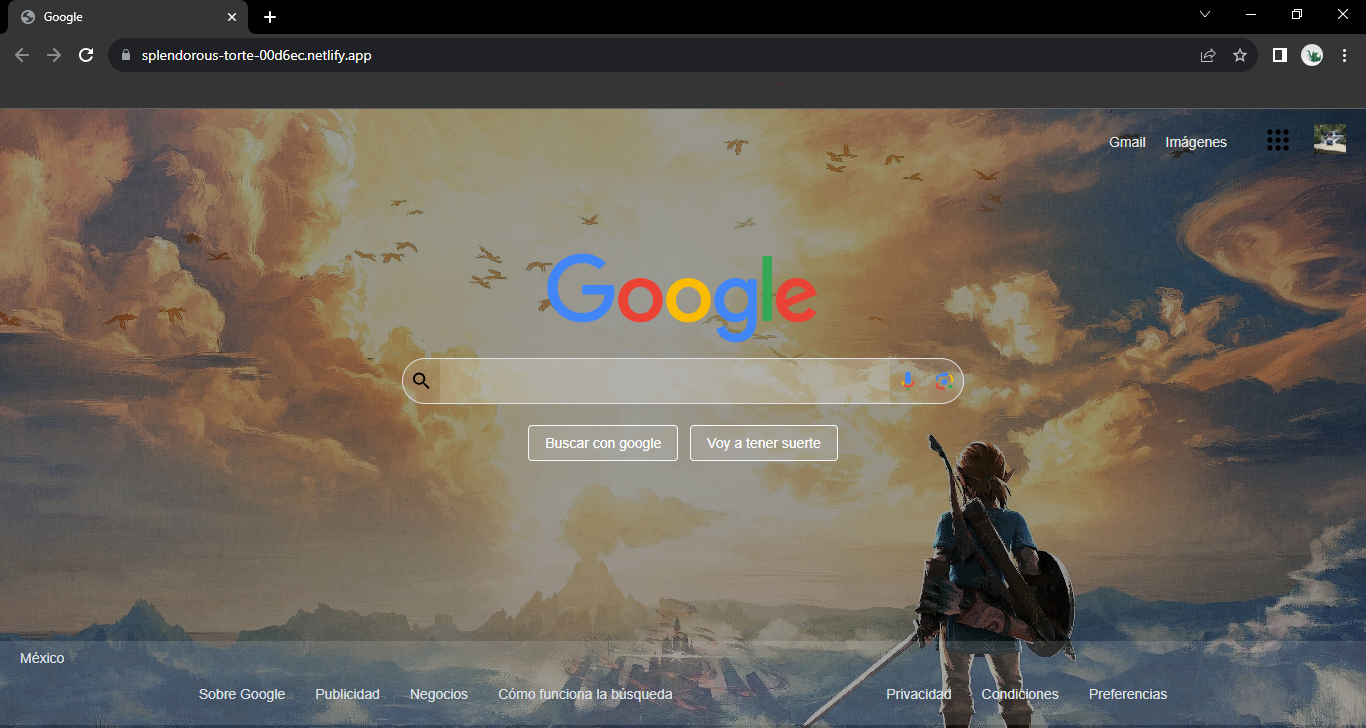 Google
splendorous-torte-00d6ec.netlify.app
Gmail Imágenes
Google
Buscar con google Voy a tener suerte
México
Sobre Google Publicidad Negocios Cómo funciona la búsqueda Privacidad Condiciones Preferencias